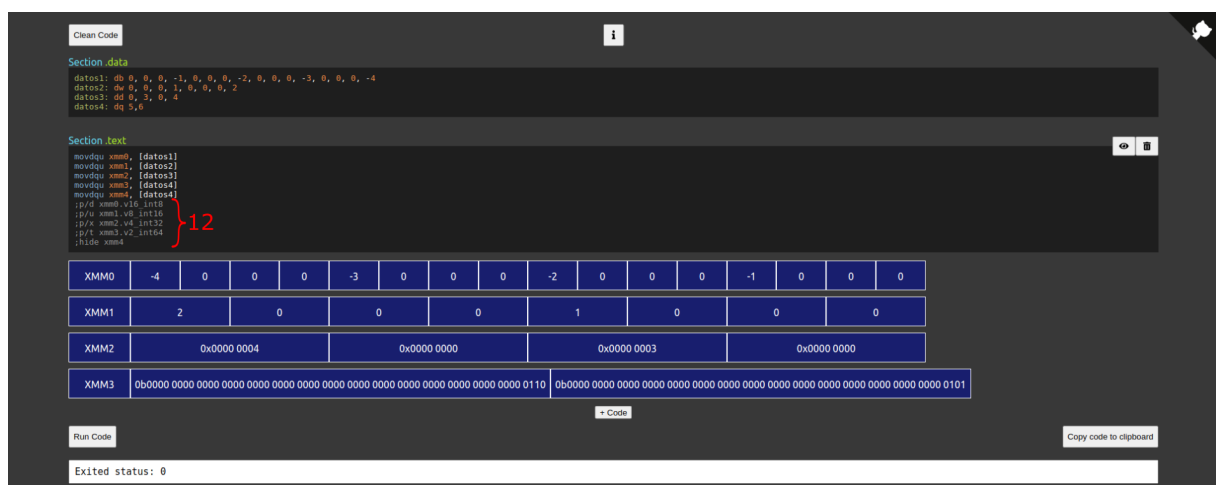 Clean Code
i
Section .data
datos1: db 0, 0, 0, -1, 0, 0, 0, -2, 0, 0, 0, -3, 0, 0, 0, -4
datos2: dw 0, 0, 0, 1, 0, 0, 0, 2
datos3: dd 0, 3, 0, 4
datos4: dq 5,6
Section .text
movdqu xmm0, [datos1]
movdqu xmm1, [datos2]
movdqu xmm2, [datos3]
movdqu xmm3, [datos4]
movdqu xmm4, [datos4]
;p/d xmm0.v16_int8
;p/u xmm1.v8_int16
;p/x xmm2.v4_int32
;p/t xmm3.v2_int64
;hide xmm4
12
XMM0 -4 0 0 0 -3 0 0 0 -2 0 0 0 -1 0 0 0
XMM1 2 0 0 0 1 0 0 0
XMM2 0x0000 0004 0x0000 0000 0x0000 0003 0x0000 0000
XMM3 0b0000 0000 0000 0000 0000 0000 0000 0000 0000 0000 0000 0000 0000 0000 0000 0110 0b0000 0000 0000 0000 0000 0000 0000 0000 0000 0000 0000 0000 0000 0000 0000 0101
+ Code
Run Code
Copy code to clipboard
Exited status: 0